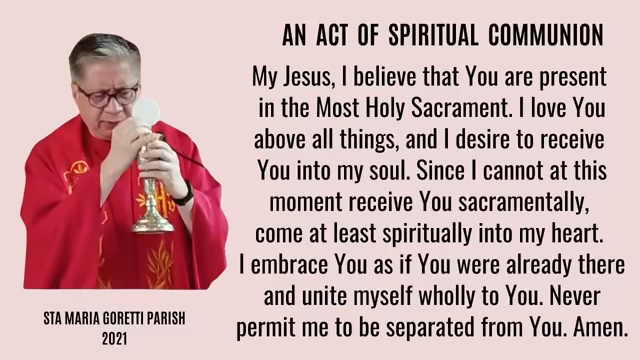 AN ACT OF SPIRITUAL COMMUNION
My Jesus, I believe that You are present
in the Most Holy Sacrament. I love You
above all things, and I desire to receive
You into my soul. Since I cannot at this
moment receive You sacramentally,
come at least spiritually into my heart.
I embrace You as if You were already there
and unite myself wholly to You. Never
permit me to be separated from You. Amen.
STA MARIA GORETTI PARISH
2021